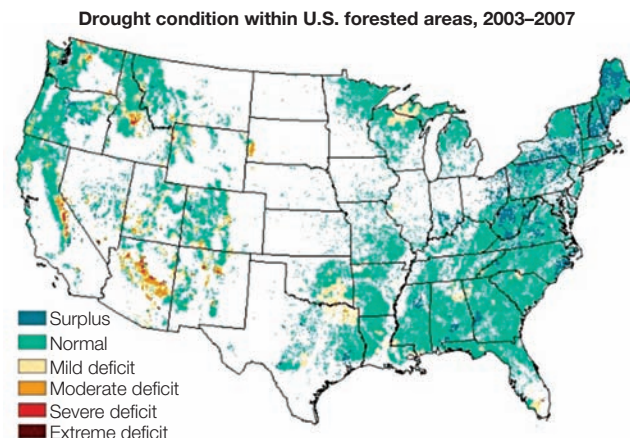 Drought condition within U.S. forested areas, 2003–2007
Surplus
Normal
Mild deficit
Moderate deficit
Severe deficit
Extreme deficit